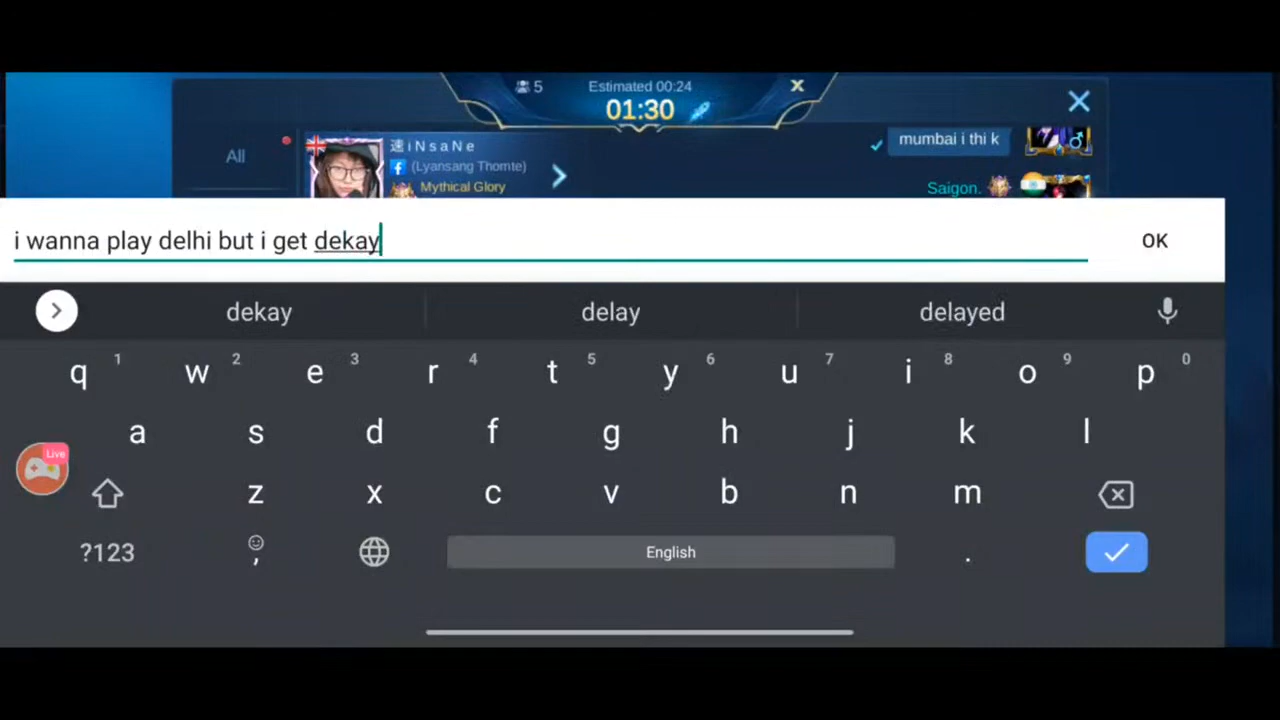 5
Estimated 00:24
X
01:30
All
速 i N s a N e
(Lyansang Thomte)
Mythical Glory
mumbai i thi k
Saigon.
i wanna play delhi but i get dekay
OK
dekay delay delayed
q 1 w 2 e 3 r 4 t 5 y 6 u 7 i 8 o 9 p 0
a s d f g h j k l
Live
z x c v b n m
?123 , English .